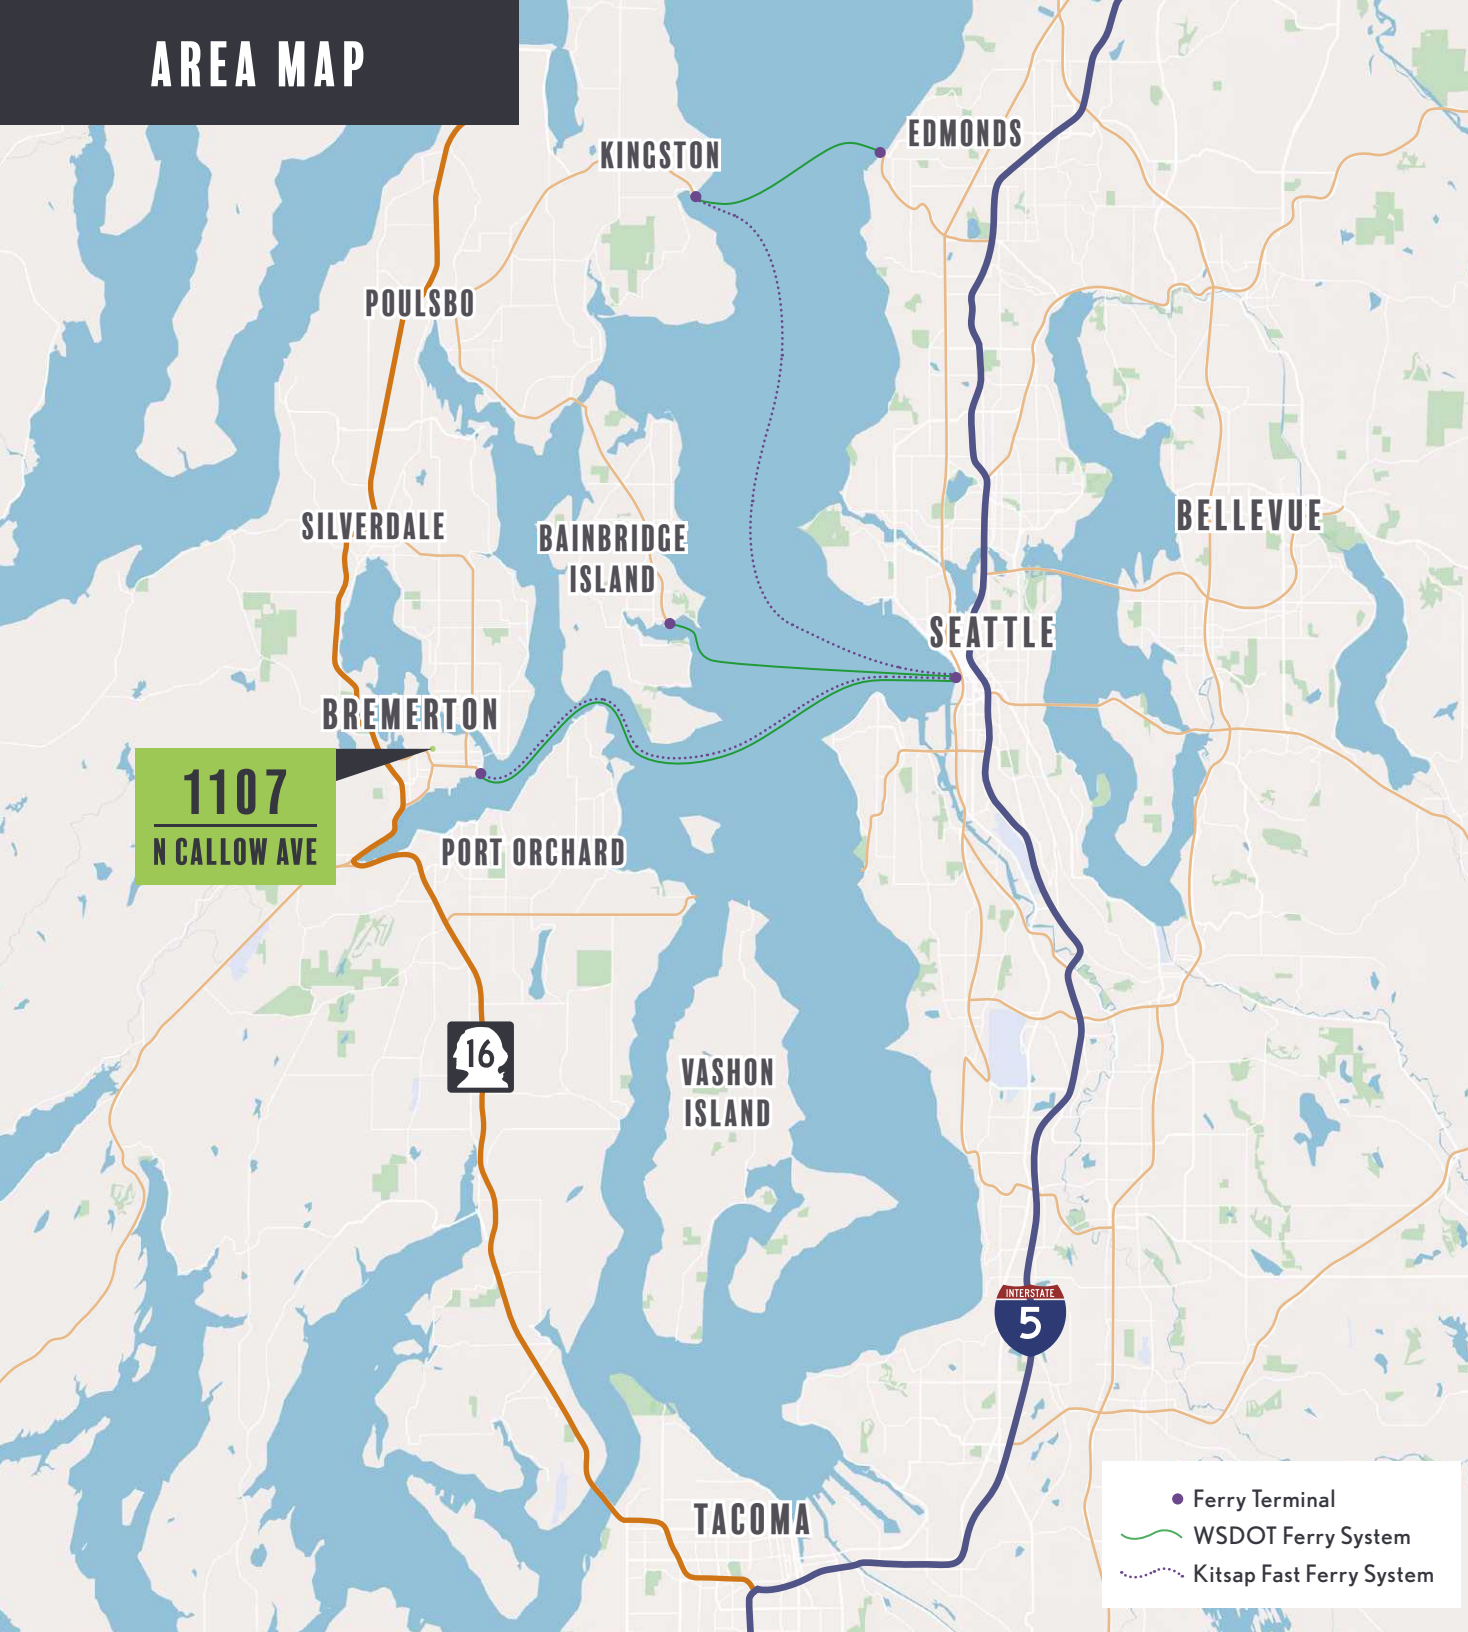 AREA MAP
EDMONDS
KINGSTON
POULSBO
SILVERDALE
BAINBRIDGE
ISLAND
BELLEVUE
SEATTLE
BREMERTON
1107
N CALLOW AVE
PORT ORCHARD
16
VASHON
ISLAND
INTERSTATE
5
TACOMA
Ferry Terminal
WSDOT Ferry System
Kitsap Fast Ferry System